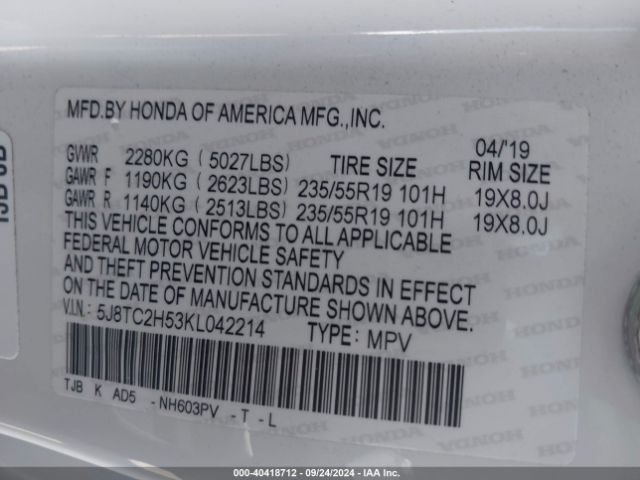 MFD.BY HONDA OF AMERICA MFG.,INC.
04/19
GVWR 2280KG (5027LBS) TIRE SIZE RIM SIZE
GAWR F 1190KG (2623LBS) 235/55R19 101H 19X8.0J
GAWR R 1140KG (2513LBS) 235/55R19 101H 19X8.0J
THIS VEHICLE CONFORMS TO ALL APPLICABLE
FEDERAL MOTOR VEHICLE SAFETY
AND THEFT PREVENTION STANDARDS IN EFFECT
ON THE DATE OF MANUFACTURE SHOWN ABOVE.
V.I.N.: 5J8TC2H53KL042214 TYPE: MPV
TJB K AD5 -NH603PV -T -L
000-40418712 - 09/24/2024 - IAA Inc.